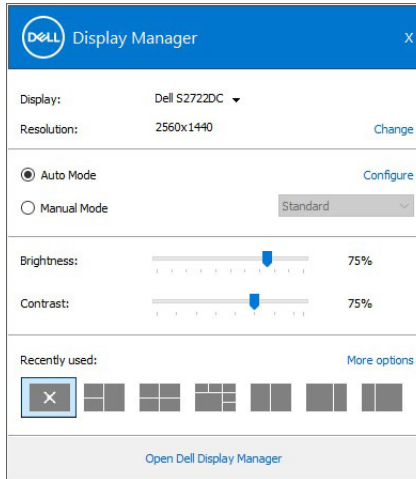 DELL Display Manager X
Display: Dell S2722DC
Resolution: 2560x1440 Change
Auto Mode Configure
Manual Mode Standard
Brightness: 75%
Contrast: 75%
Recently used: More options
Open Dell Display Manager